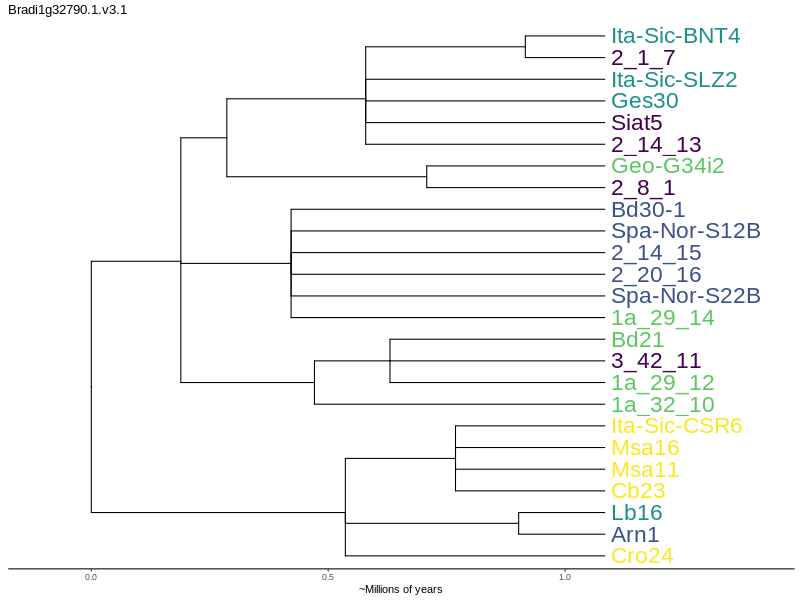 Bradi1g32790.1.v3.1
Ita-Sic-BNT4
2_1_7
Ita-Sic-SLZ2
Ges30
Siat5
2_14_13
Geo-G34i2
2_8_1
Bd30-1
Spa-Nor-S12B
2_14_15
2_20_16
Spa-Nor-S22B
1a_29_14
Bd21
3_42_11
1a_29_12
1a_32_10
Ita-Sic-CSR6
Msa16
Msa11
Cb23
Lb16
Arn1
Cro24
0.0 0.5 1.0
~Millions of years